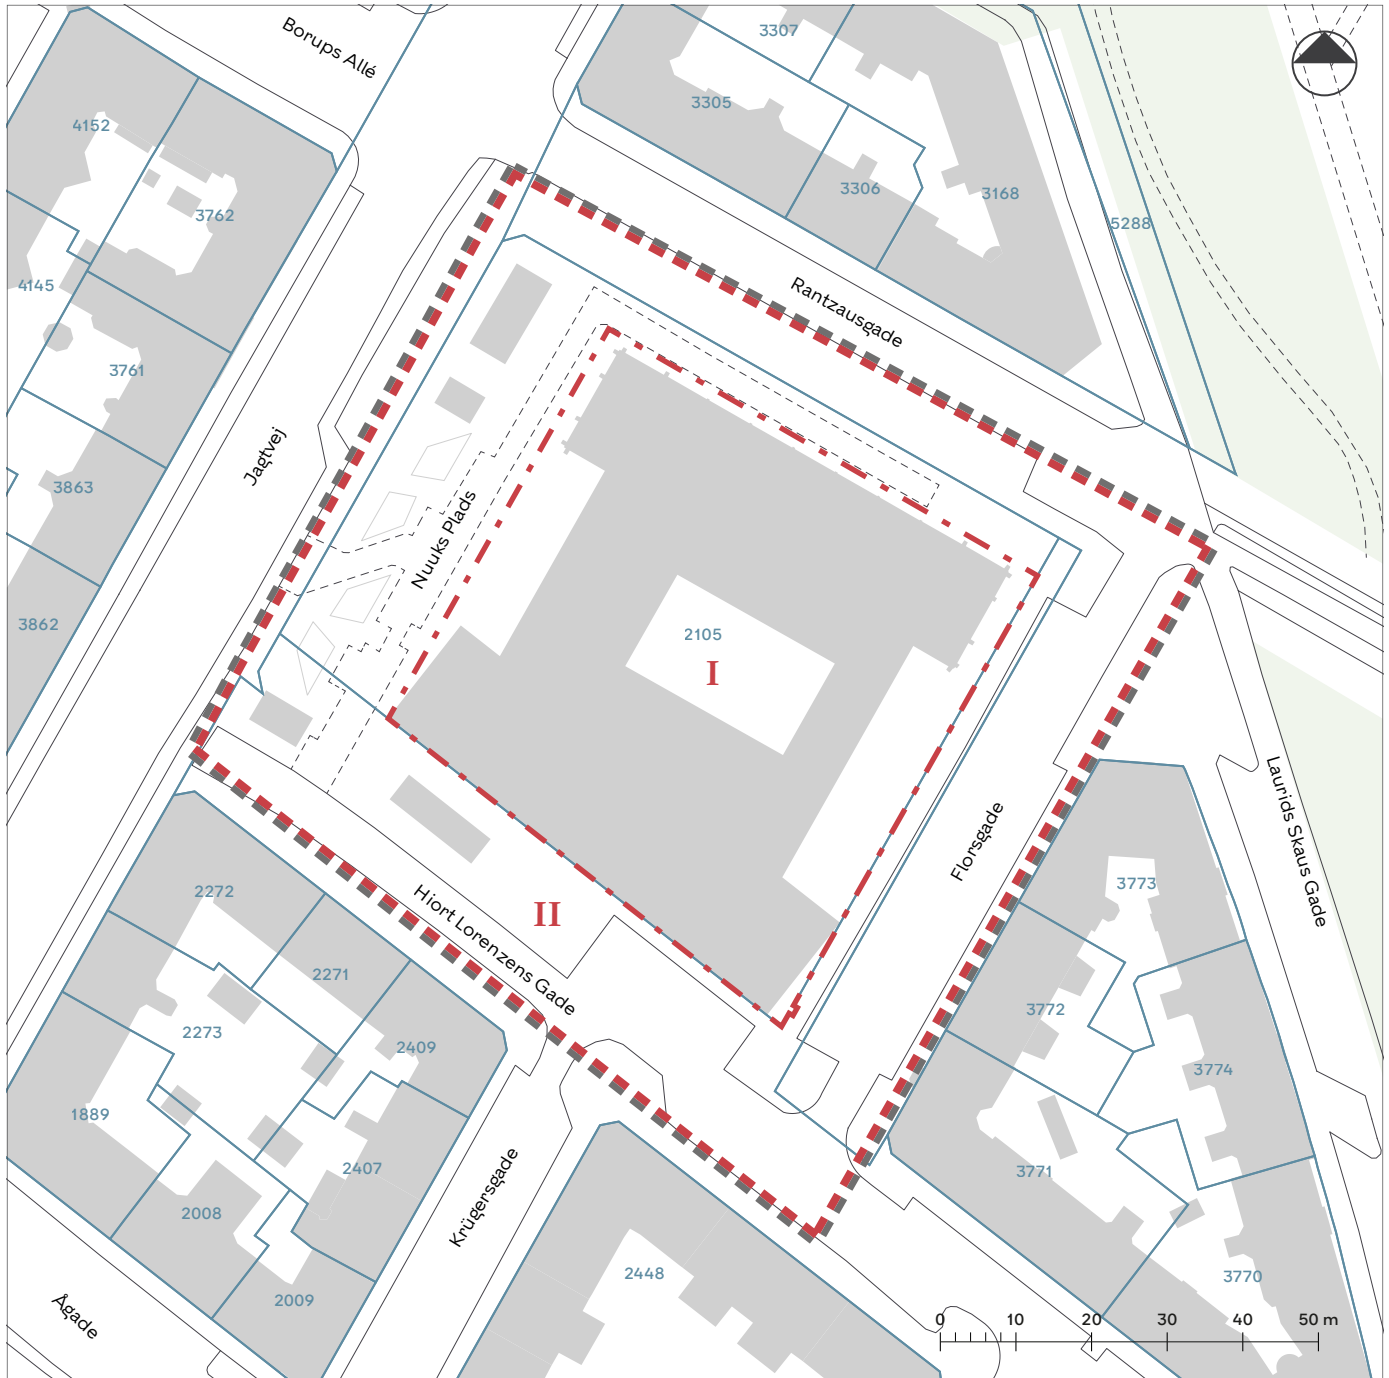 Borups Allé
3307
3305
4152
3306
3168
3762
5288
4145
Rantzausgade
3761
Jagtvej
3863
Nuuks Plads
3862
2105
I
Florsgade
Laurids Skaus Gade
2272
3773
Hiort Lorenzens Gade
II
2271
3772
2273
2409
3774
1889
2407
3771
Krügersgade
2008
2448
3770
2009
Ågade
0 10 20 30 40 50 m